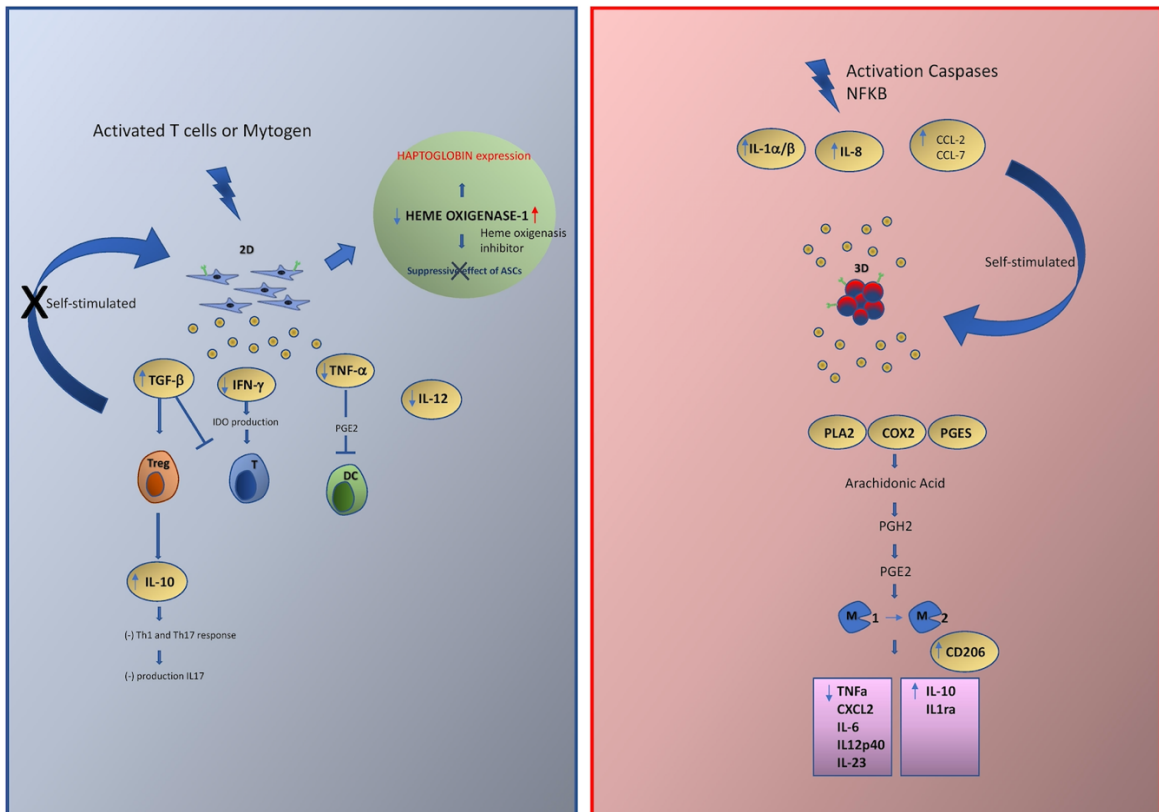 Activated T cells or Mytogen
2D
Self-stimulated
X
HAPTOGLOBIN expression
HEME OXIGENASE-1
Heme oxigenasis
inhibitor
Suppressive effect of ASCs
TGF-β
IFN-γ
TNF-α
IL-12
IDO production
PGE2
Treg
T
DC
IL-10
(-) Th1 and Th17 response
(-) production IL17
Activation Caspases
NFKB
IL-1α/β
IL-8
CCL-2
CCL-7
3D
Self-stimulated
PLA2
COX2
PGES
Arachidonic Acid
PGH2
PGE2
M 1
M 2
CD206
TNFa
CXCL2
IL-6
IL12p40
IL-23
IL-10
IL1ra